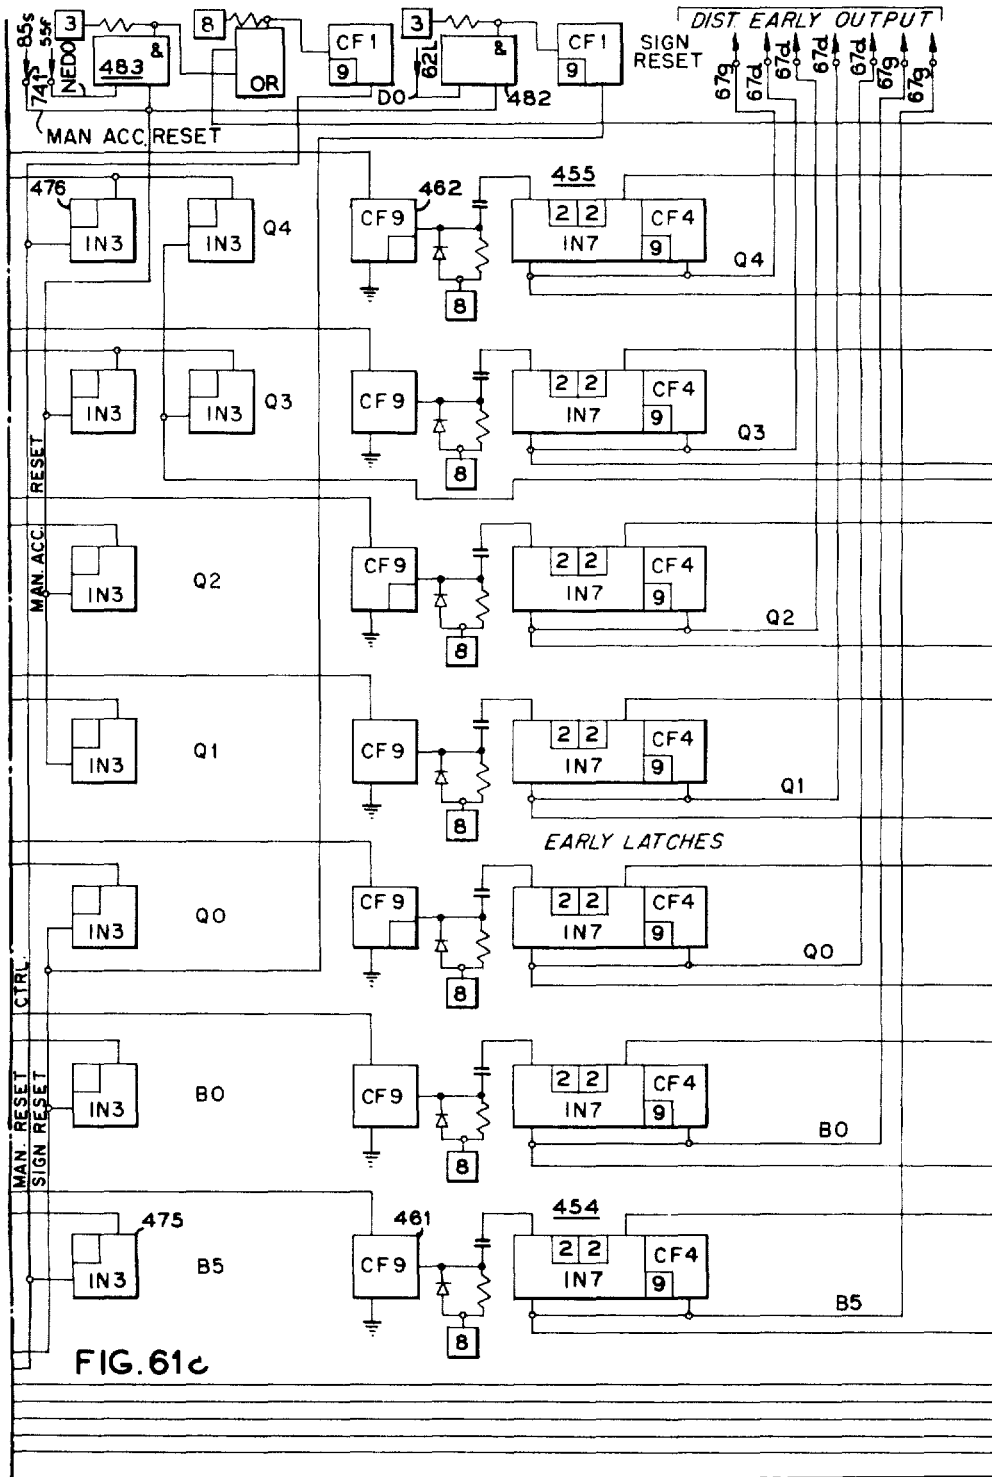 85s 55f 3 & 8 CF1 3 & CF1 DIST. EARLY OUTPUT
741s NEDO 483 OR 9 62L 482 9 SIGN RESET 67g 67d 67d 67d 67d 67g 67g
DO
MAN ACC. RESET
476 IN3 IN3 Q4 CF9 462 8 455 2 2 IN7 CF4 9 Q4
IN3 IN3 Q3 CF9 8 2 2 IN7 CF4 9 Q3
MAN. ACC. RESET
IN3 Q2 CF9 8 2 2 IN7 CF4 9 Q2
IN3 Q1 CF9 8 2 2 IN7 CF4 9 Q1
EARLY LATCHES
IN3 Q0 CF9 8 2 2 IN7 CF4 9 Q0
MAN. RESET CTRL.
SIGN RESET
IN3 B0 CF9 8 2 2 IN7 CF4 9 B0
475 IN3 B5 461 CF9 8 454 2 2 IN7 CF4 9 B5
FIG. 61c